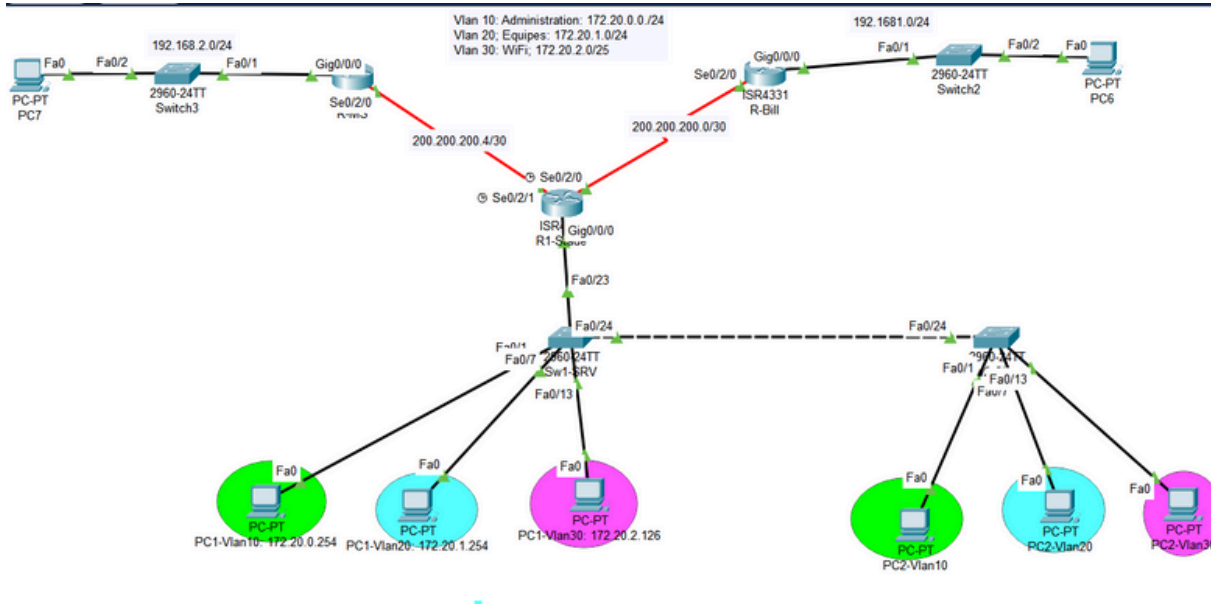 Vlan 10: Administration: 172.20.0.0./24
Vlan 20; Equipes: 172.20.1.0/24
Vlan 30: WiFi; 172.20.2.0/25
192.168.2.0/24
192.1681.0/24
Fa0
Fa0/2
Fa0/1
Gig0/0/0
PC-PT
PC7
2960-24TT
Switch3
Se0/2/0
Se0/2/0
Gig0/0/0
Fa0/1
Fa0/2
Fa0
ISR4331
R-Bill
2960-24TT
Switch2
PC-PT
PC6
200.200.200.4/30
200.200.200.0/30
Se0/2/0
Se0/2/1
Gig0/0/0
Fa0/23
Fa0/24
Fa0/24
Fa0/7
2960-24TT
Sw1-SRV
Fa0/13
2960-24TT
Fa0/1
Fa0/13
Fa0
Fa0
Fa0
Fa0
Fa0
Fa0
PC-PT
PC1-Vlan10: 172.20.0.254
PC-PT
PC1-Vlan20: 172.20.1.254
PC-PT
PC1-Vlan30: 172.20.2.126
PC-PT
PC2-Vlan10
PC-PT
PC2-Vlan20
PC-PT